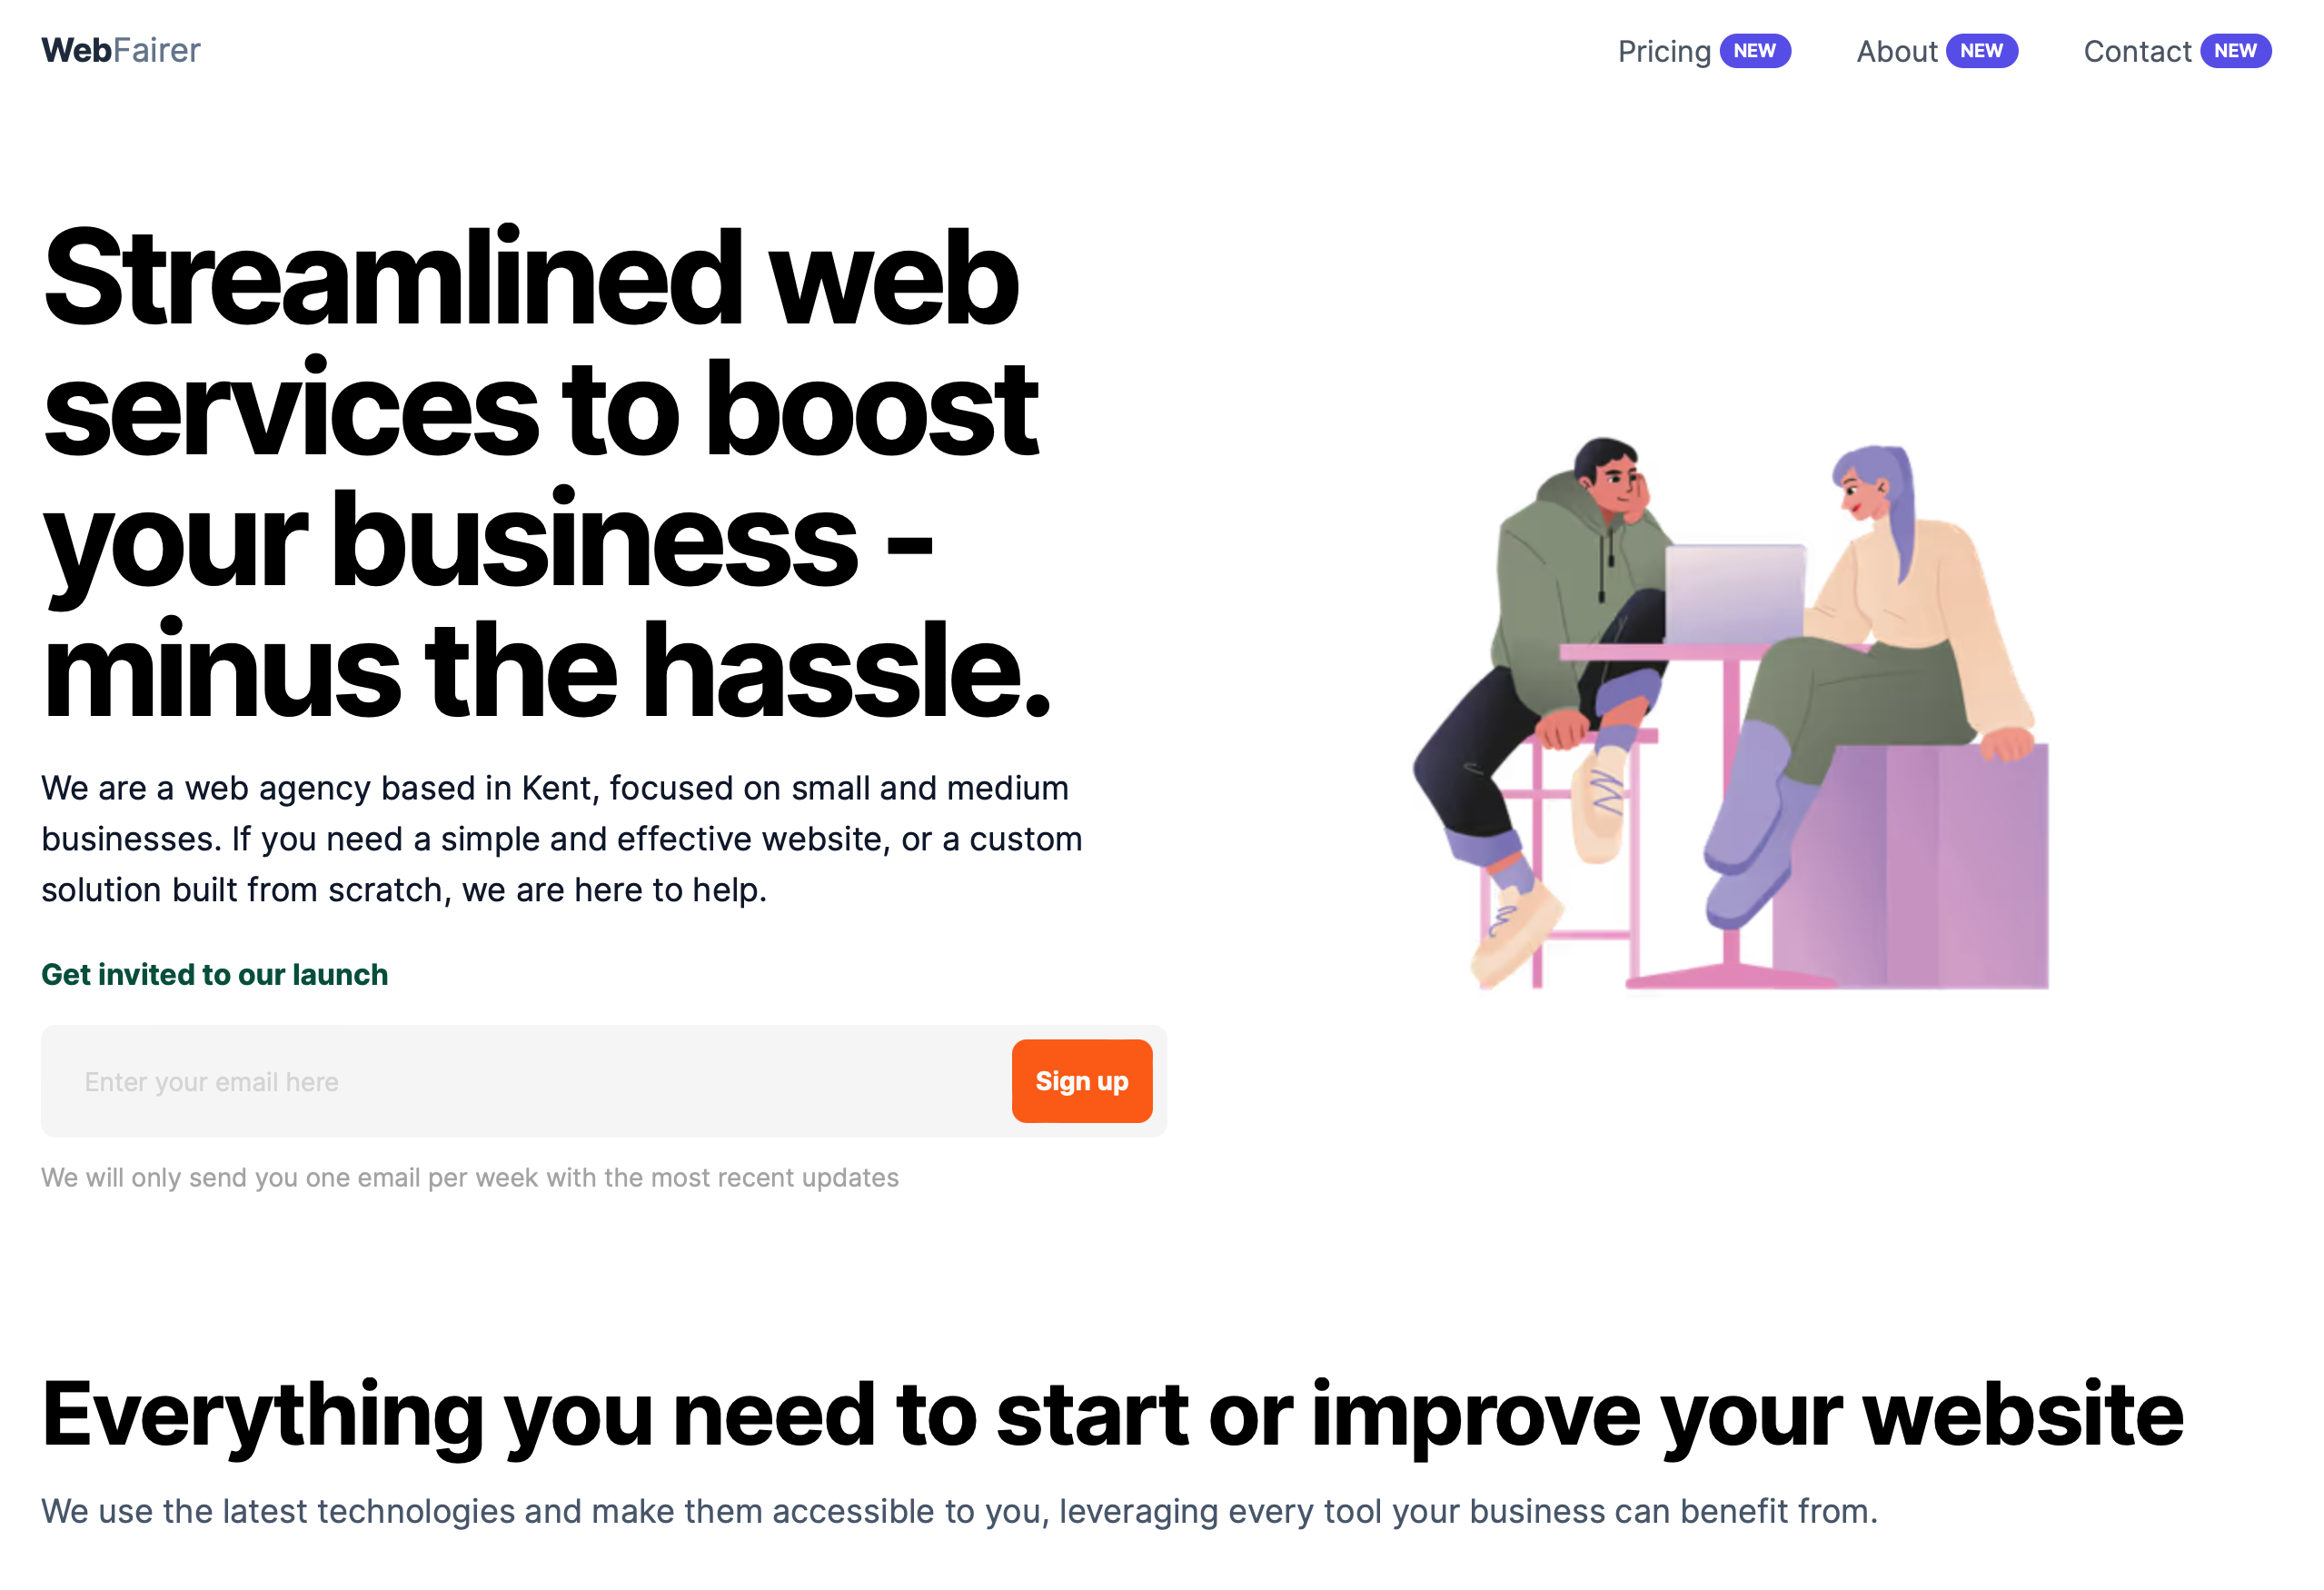 WebFairer
Pricing NEW About NEW Contact NEW
Streamlined web
services to boost
your business -
minus the hassle.
We are a web agency based in Kent, focused on small and medium
businesses. If you need a simple and effective website, or a custom
solution built from scratch, we are here to help.
Get invited to our launch
Enter your email here
Sign up
We will only send you one email per week with the most recent updates
Everything you need to start or improve your website
We use the latest technologies and make them accessible to you, leveraging every tool your business can benefit from.